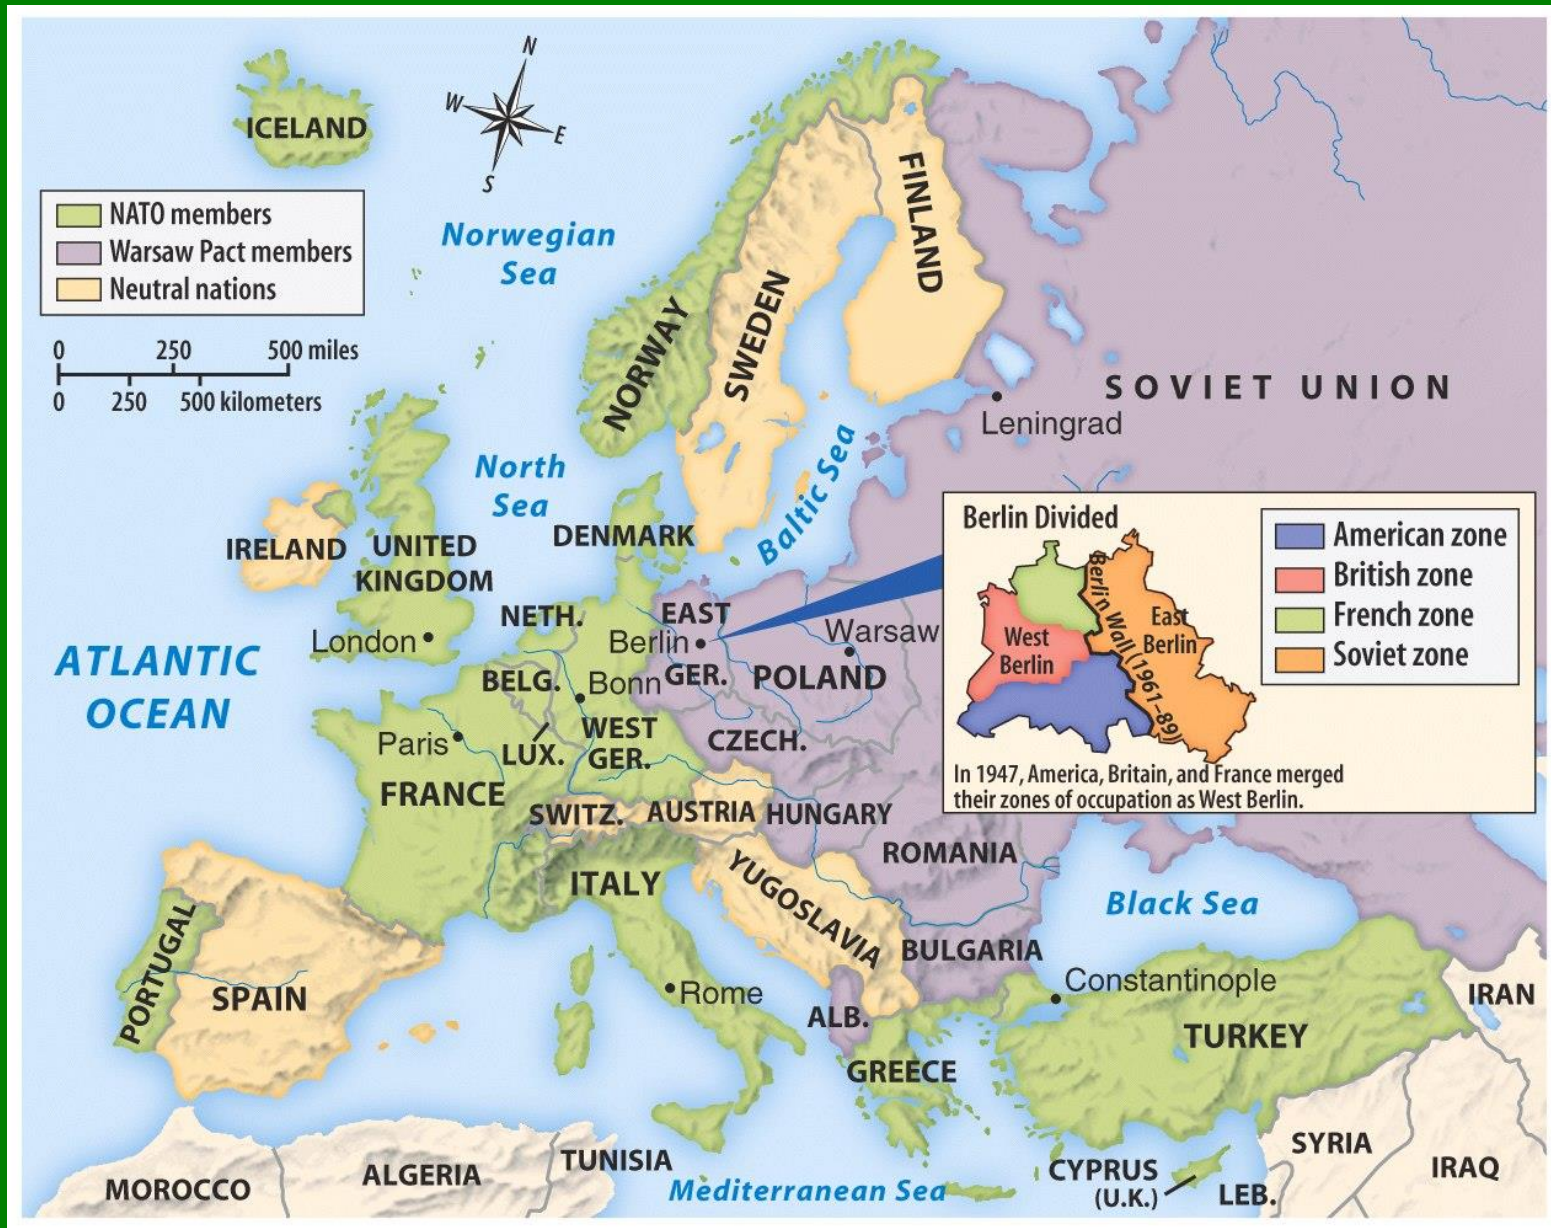 N
W
E
S
ICELAND
NATO members
Warsaw Pact members
Neutral nations
0 250 500 miles
0 250 500 kilometers
Norwegian
Sea
FINLAND
SWEDEN
NORWAY
SOVIET UNION
Leningrad
North
Sea
Baltic Sea
DENMARK
IRELAND
UNITED
KINGDOM
London
NETH.
EAST
GER.
Berlin
Warsaw
POLAND
ATLANTIC
OCEAN
BELG.
Bonn
LUX.
WEST
GER.
CZECH.
Paris
FRANCE
SWITZ.
AUSTRIA
HUNGARY
ROMANIA
Berlin Divided
Berlin Wall (1961–89)
West
Berlin
East
Berlin
American zone
British zone
French zone
Soviet zone
In 1947, America, Britain, and France merged
their zones of occupation as West Berlin.
ITALY
YUGOSLAVIA
Black Sea
BULGARIA
PORTUGAL
SPAIN
Rome
ALB.
Constantinople
IRAN
TURKEY
GREECE
SYRIA
IRAQ
MOROCCO
ALGERIA
TUNISIA
Mediterranean Sea
CYPRUS
(U.K.)
LEB.